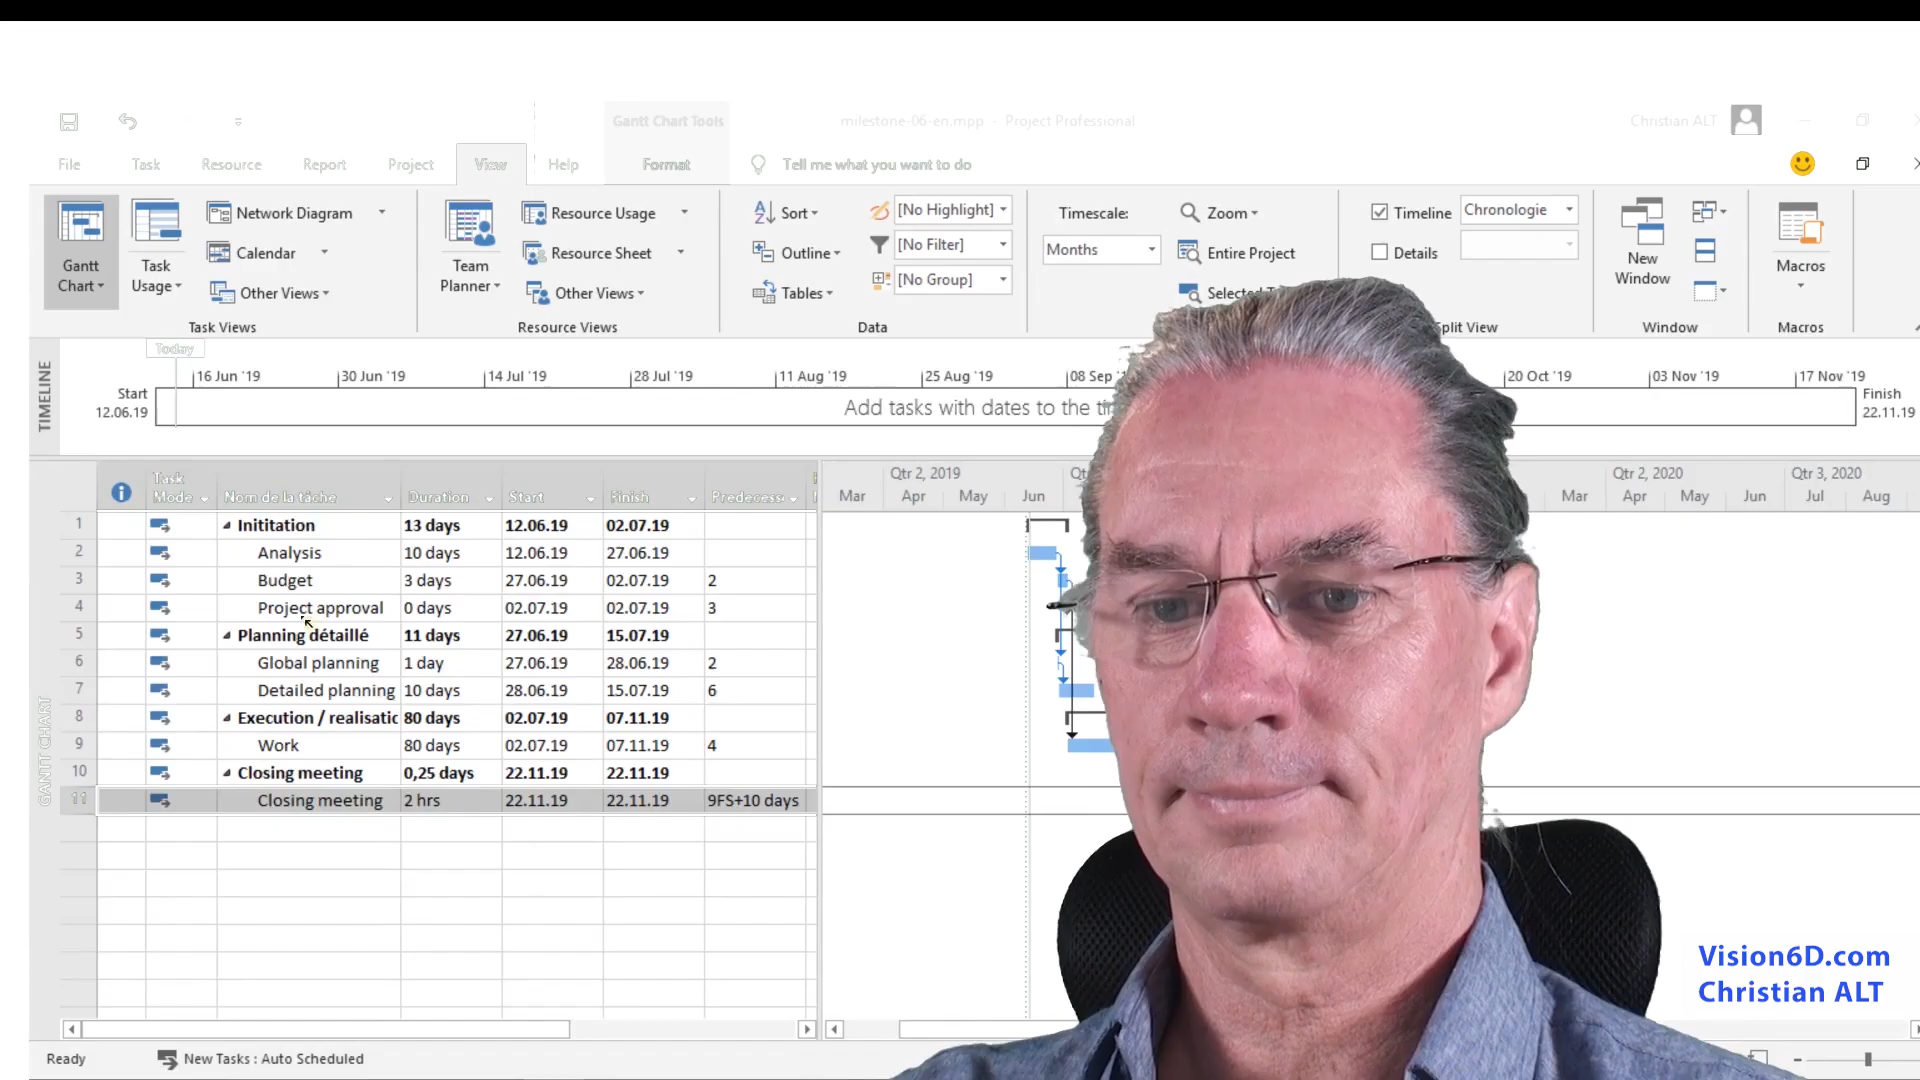 Gantt Chart Tools
milestone-06-en.mpp - Project Professional
Christian ALT
File Task Resource Report Project View Help Format Tell me what you want to do
Gantt Chart
Task Usage
Network Diagram
Calendar
Other Views
Task Views
Team Planner
Resource Usage
Resource Sheet
Other Views
Resource Views
Sort
Outline
Tables
[No Highlight]
[No Filter]
[No Group]
Data
Timescale:
Months
Zoom
Entire Project
Selected
Timeline Chronologie
Details
Split View
New Window
Window
Macros
Macros
Today
TIMELINE
16 Jun '19 30 Jun '19 14 Jul '19 28 Jul '19 11 Aug '19 25 Aug '19 08 Sep 20 Oct '19 03 Nov '19 17 Nov '19
Start
12.06.19
Add tasks with dates to the
Finish
22.11.19
Task Mode Nom de la tâche Duration Start Finish
Qtr 2, 2019 Qtr 2, 2020 Qtr 3, 2020
Mar Apr May Jun Mar Apr May Jun Jul Aug
1 Inititation 13 days 12.06.19 02.07.19
2 Analysis 10 days 12.06.19 27.06.19
3 Budget 3 days 27.06.19 02.07.19 2
4 Project approval 0 days 02.07.19 02.07.19 3
5 Planning détaillé 11 days 27.06.19 15.07.19
6 Global planning 1 day 27.06.19 28.06.19 2
7 Detailed planning 10 days 28.06.19 15.07.19 6
8 Execution / realisatic 80 days 02.07.19 07.11.19
9 Work 80 days 02.07.19 07.11.19 4
10 Closing meeting 0,25 days 22.11.19 22.11.19
11 Closing meeting 2 hrs 22.11.19 22.11.19 9FS+10 days
GANTT CHART
Vision6D.com
Christian ALT
Ready New Tasks : Auto Scheduled